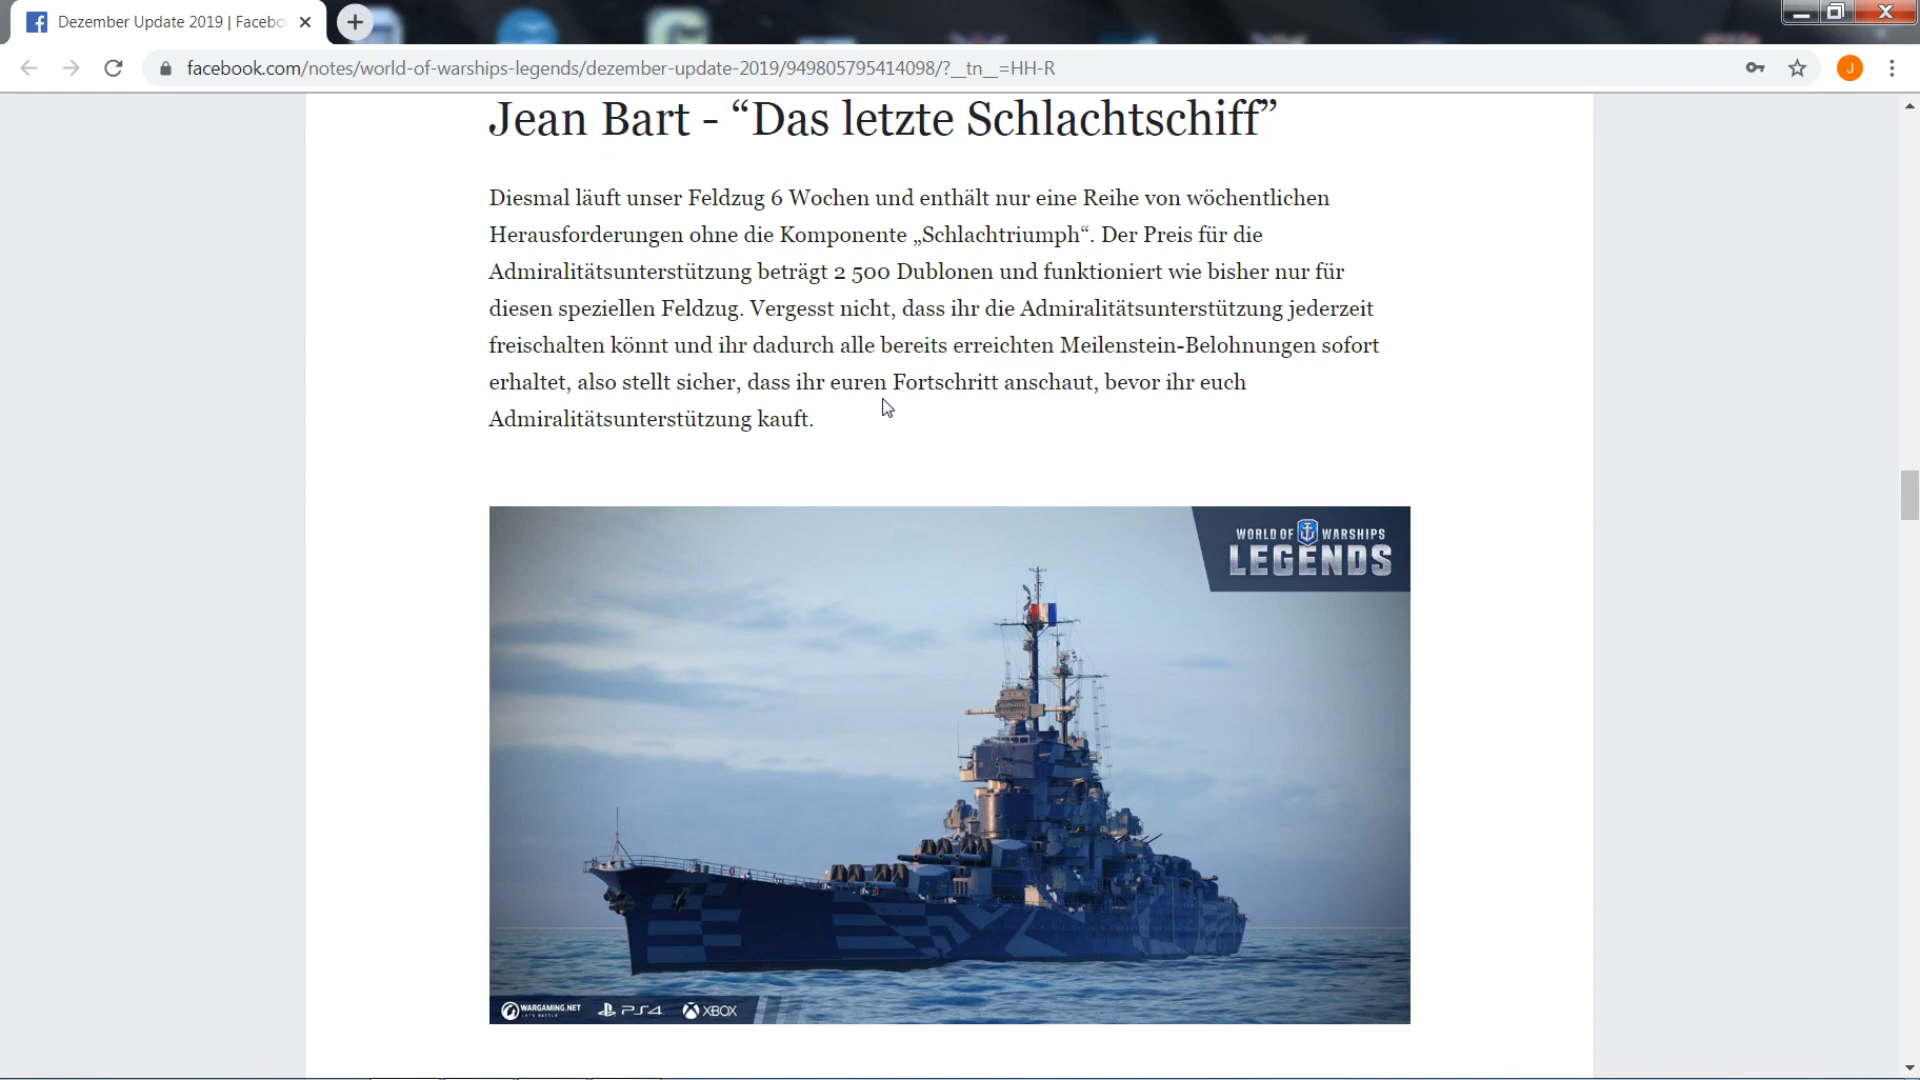 Dezember Update 2019 | Facebo
facebook.com/notes/world-of-warships-legends/dezember-update-2019/949805795414098/?__tn__=HH-R
J
Jean Bart - “Das letzte Schlachtschiff”
Diesmal läuft unser Feldzug 6 Wochen und enthält nur eine Reihe von wöchentlichen
Herausforderungen ohne die Komponente „Schlachtriumph“. Der Preis für die
Admiralitätsunterstützung beträgt 2 500 Dublonen und funktioniert wie bisher nur für
diesen speziellen Feldzug. Vergesst nicht, dass ihr die Admiralitätsunterstützung jederzeit
freischalten könnt und ihr dadurch alle bereits erreichten Meilenstein-Belohnungen sofort
erhaltet, also stellt sicher, dass ihr euren Fortschritt anschaut, bevor ihr euch
Admiralitätsunterstützung kauft.
WORLD OF WARSHIPS
LEGENDS
WARGAMING.NET
LET'S BATTLE
PS4
XBOX